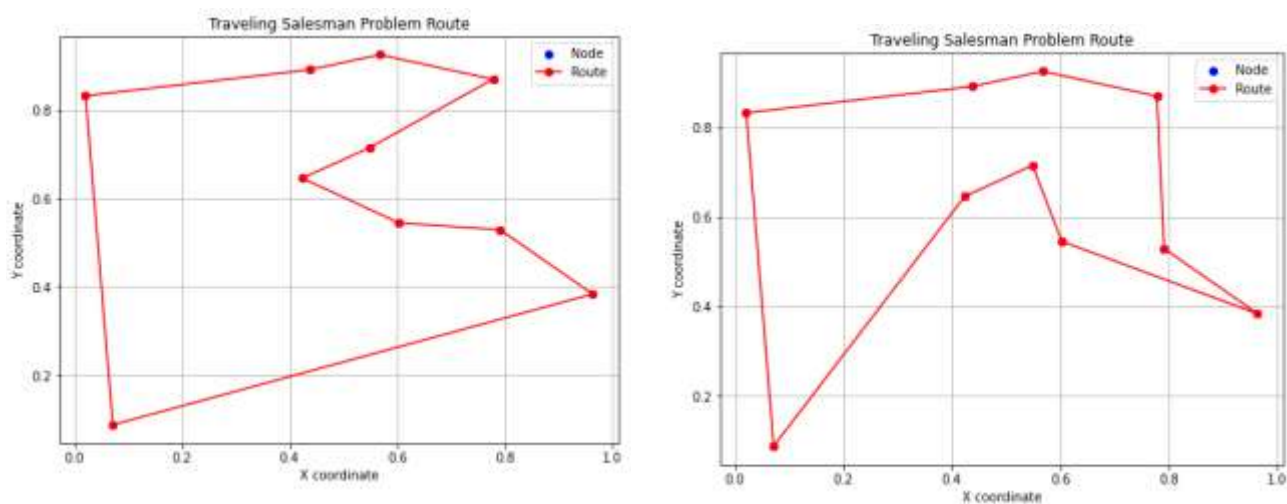 Traveling Salesman Problem Route
Node
Route
0.8
0.6
0.4
0.2
Y coordinate
0.0 0.2 0.4 0.6 0.8 1.0
X coordinate
Traveling Salesman Problem Route
Node
Route
0.8
0.6
0.4
0.2
Y coordinate
0.0 0.2 0.4 0.6 0.8 1.0
X coordinate